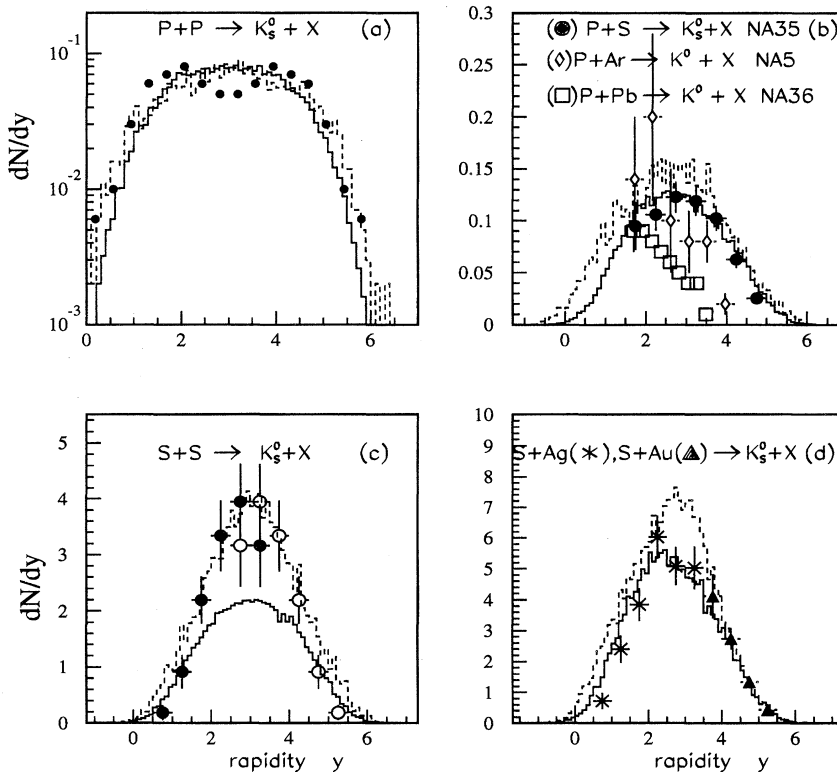 P+P → K⁰ₛ + X (a)
dN/dy
10⁻¹
10⁻²
10⁻³
0 2 4 6
(●) P+S → K⁰ₛ+X NA35 (b)
(◇)P+Ar → K⁰ + X NA5
(□)P+Pb → K⁰ + X NA36
0.3
0.25
0.2
0.15
0.1
0.05
0
0 2 4 6
S+S → K⁰ₛ+X (c)
dN/dy
5
4
3
2
1
0
0 2 4 6
rapidity y
S+Ag(✳),S+Au(▲) → K⁰ₛ+X (d)
10
9
8
7
6
5
4
3
2
1
0
0 2 4 6
rapidity y